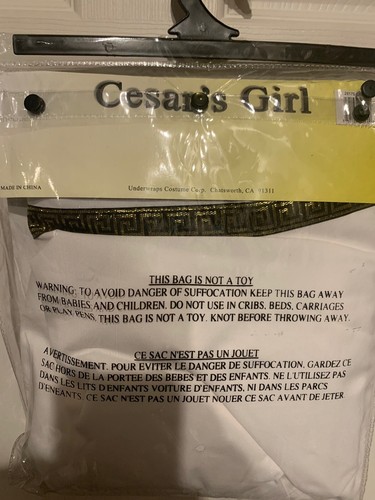 Cesar's Girl
MADE IN CHINA
Underwraps Costume Corp. Chatsworth, CA 91311
THIS BAG IS NOT A TOY
WARNING: TO AVOID DANGER OF SUFFOCATION KEEP THIS BAG AWAY
FROM BABIES AND CHILDREN. DO NOT USE IN CRIBS, BEDS, CARRIAGES
OR PLAY PENS. THIS BAG IS NOT A TOY. KNOT BEFORE THROWING AWAY.
CE SAC N'EST PAS UN JOUET
AVERTISSEMENT. POUR EVITER LE DANGER DE SUFFOCATION. GARDEZ CE
SAC HORS DE LA PORTEE DES BEBES ET DES ENFANTS. NE L'UTILISEZ PAS
DANS LES LITS D'ENFANTS VOITURE D'ENFANTS, NI DANS LES PARCS
D'ENFANTS. CE SAC N'EST PAS UN JOUET NOUER CE SAC AVANT DE JETER.